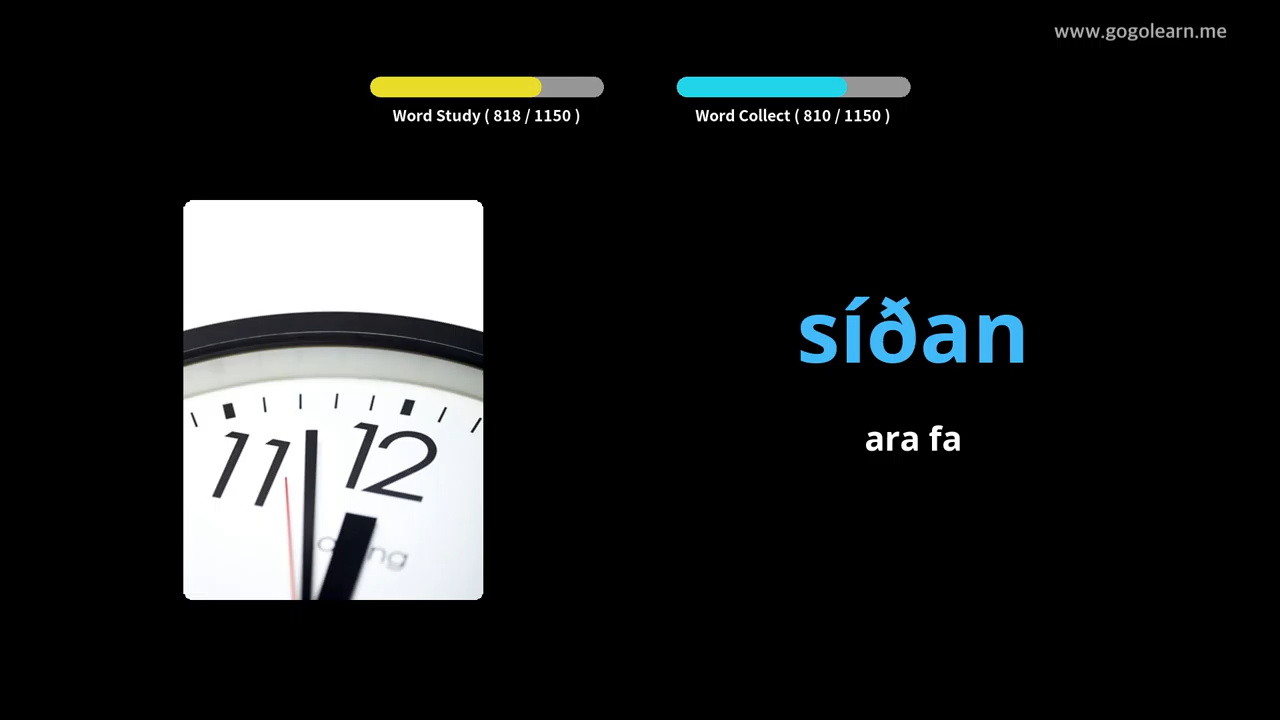 www.gogolearn.me
Word Study ( 818 / 1150 )
Word Collect ( 810 / 1150 )
síðan
ara fa
11
12